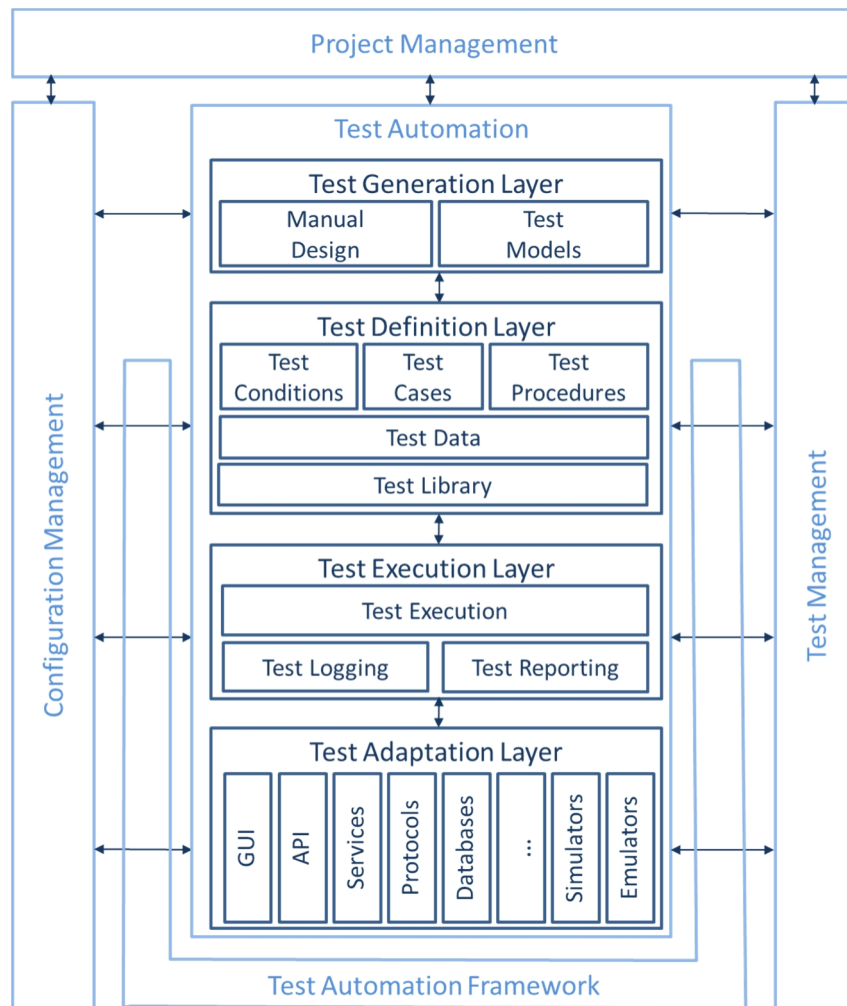 Project Management
Test Automation
Test Generation Layer
Manual
Design
Test
Models
Test Definition Layer
Test
Conditions
Test
Cases
Test
Procedures
Test Data
Test Library
Configuration Management
Test Management
Test Execution Layer
Test Execution
Test Logging
Test Reporting
Test Adaptation Layer
GUI
API
Services
Protocols
Databases
...
Simulators
Emulators
Test Automation Framework